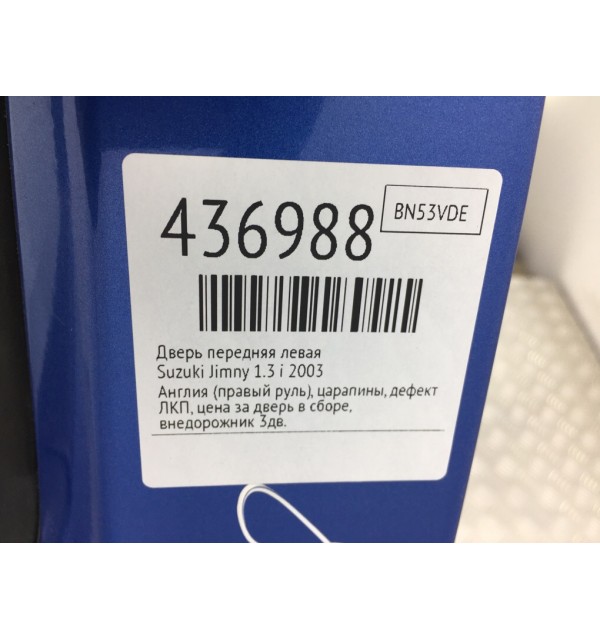 436988
BN53VDE
Дверь передняя левая
Suzuki Jimny 1.3 i 2003
Англия (правый руль), царапины, дефект
ЛКП, цена за дверь в сборе,
внедорожник 3дв.